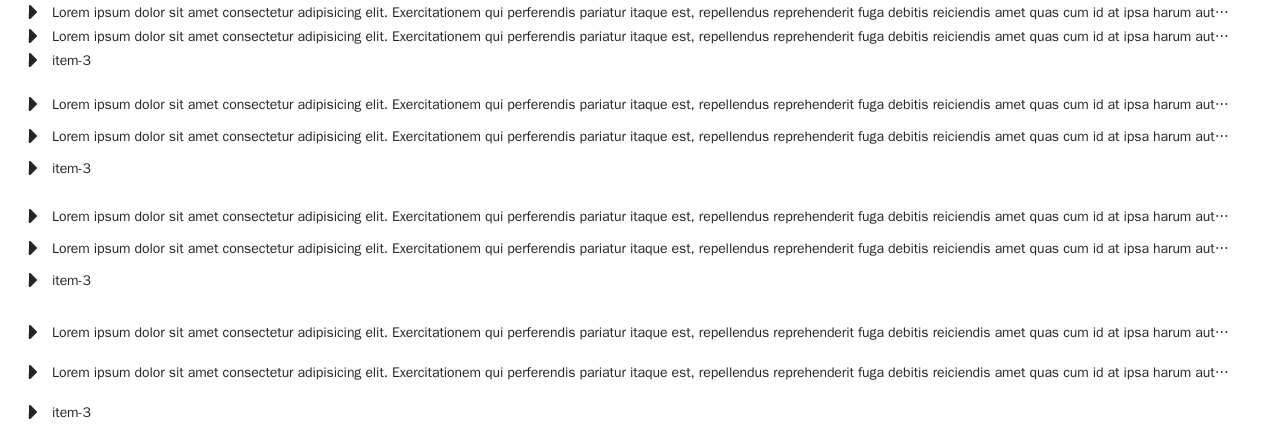 Lorem ipsum dolor sit amet consectetur adipisicing elit. Exercitationem qui perferendis pariatur itaque est, repellendus reprehenderit fuga debitis reiciendis amet quas cum id at ipsa harum aut…
Lorem ipsum dolor sit amet consectetur adipisicing elit. Exercitationem qui perferendis pariatur itaque est, repellendus reprehenderit fuga debitis reiciendis amet quas cum id at ipsa harum aut…
item-3
Lorem ipsum dolor sit amet consectetur adipisicing elit. Exercitationem qui perferendis pariatur itaque est, repellendus reprehenderit fuga debitis reiciendis amet quas cum id at ipsa harum aut…
Lorem ipsum dolor sit amet consectetur adipisicing elit. Exercitationem qui perferendis pariatur itaque est, repellendus reprehenderit fuga debitis reiciendis amet quas cum id at ipsa harum aut…
item-3
Lorem ipsum dolor sit amet consectetur adipisicing elit. Exercitationem qui perferendis pariatur itaque est, repellendus reprehenderit fuga debitis reiciendis amet quas cum id at ipsa harum aut…
Lorem ipsum dolor sit amet consectetur adipisicing elit. Exercitationem qui perferendis pariatur itaque est, repellendus reprehenderit fuga debitis reiciendis amet quas cum id at ipsa harum aut…
item-3
Lorem ipsum dolor sit amet consectetur adipisicing elit. Exercitationem qui perferendis pariatur itaque est, repellendus reprehenderit fuga debitis reiciendis amet quas cum id at ipsa harum aut…
Lorem ipsum dolor sit amet consectetur adipisicing elit. Exercitationem qui perferendis pariatur itaque est, repellendus reprehenderit fuga debitis reiciendis amet quas cum id at ipsa harum aut…
item-3